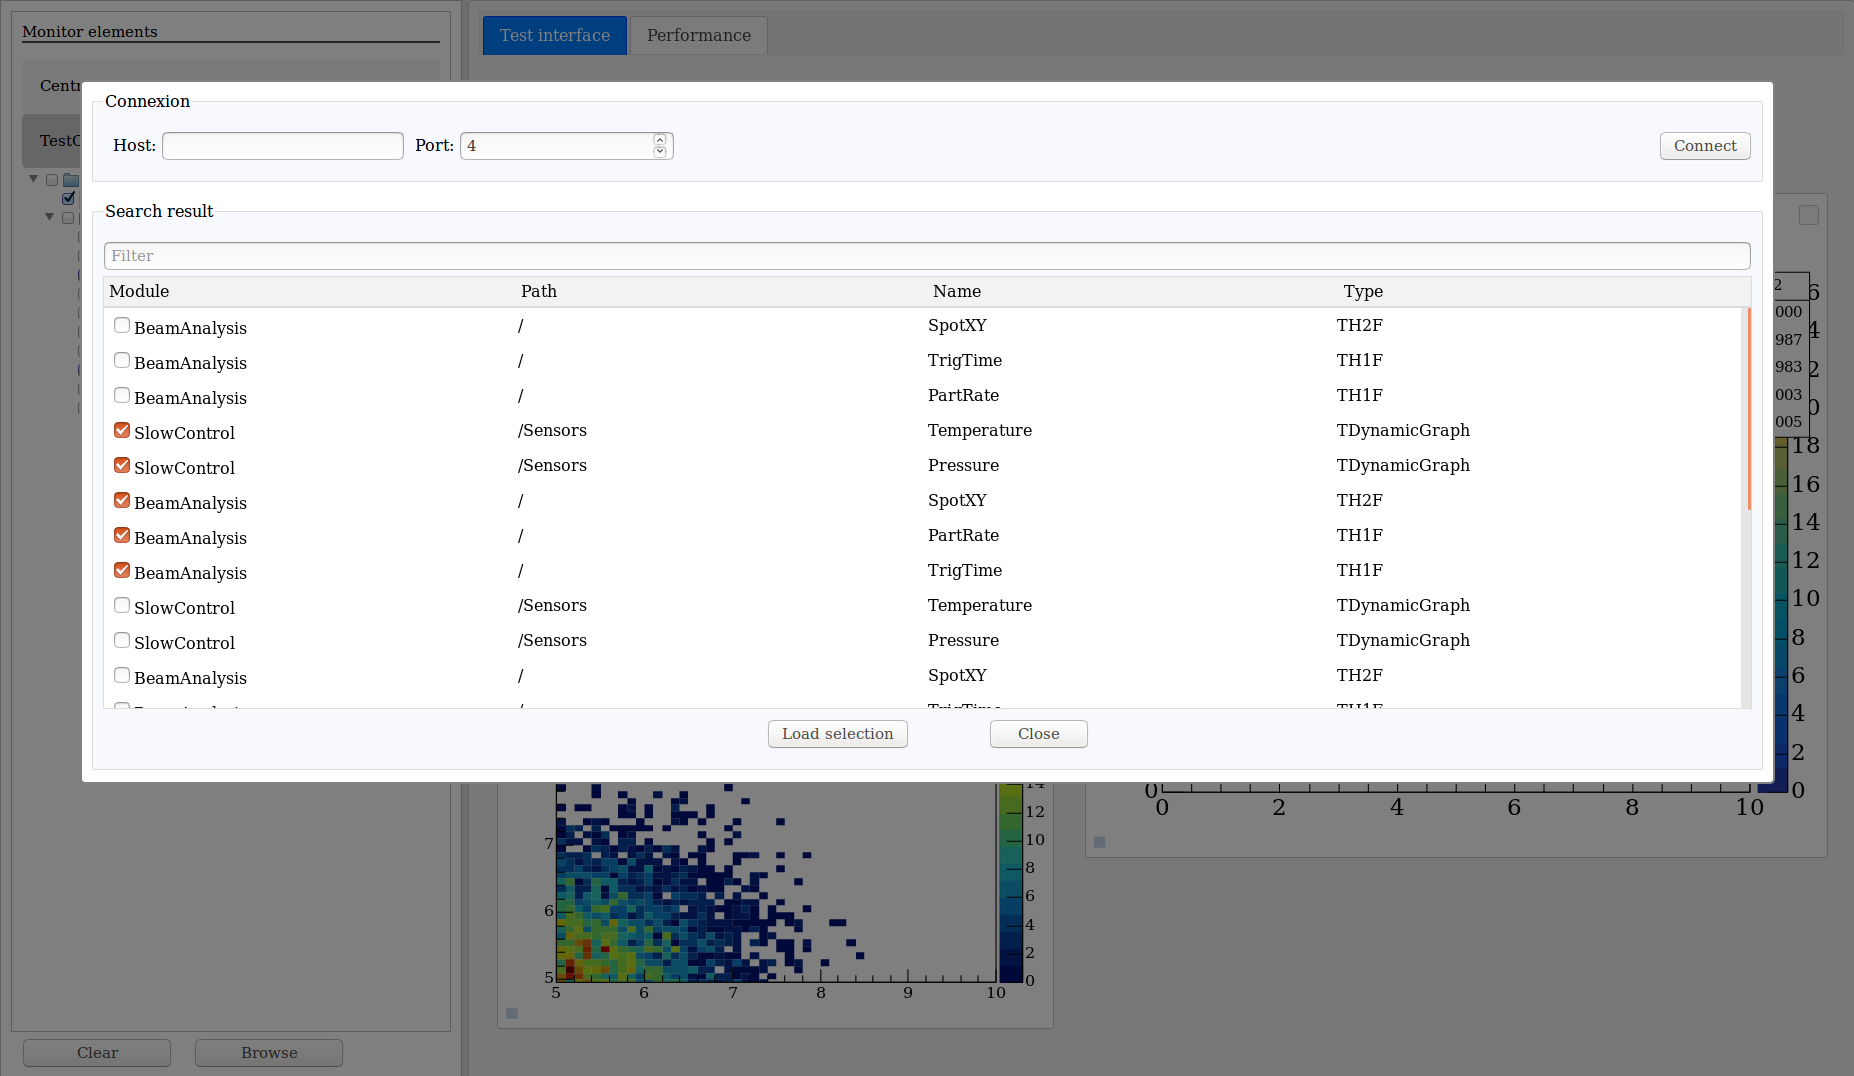 Monitor elements
Test interface Performance
Connexion
Host: Port: 4 Connect
Search result
Filter
Module Path Name Type
BeamAnalysis / SpotXY TH2F
BeamAnalysis / TrigTime TH1F
BeamAnalysis / PartRate TH1F
SlowControl /Sensors Temperature TDynamicGraph
SlowControl /Sensors Pressure TDynamicGraph
BeamAnalysis / SpotXY TH2F
BeamAnalysis / PartRate TH1F
BeamAnalysis / TrigTime TH1F
SlowControl /Sensors Temperature TDynamicGraph
SlowControl /Sensors Pressure TDynamicGraph
BeamAnalysis / SpotXY TH2F
Load selection Close
2
000
987
983
003
005
6
4
2
0
18
16
14
12
10
8
6
4
2
0
0
0 2 4 6 8 10
7
6
5
5 6 7 8 9 10
14
12
10
8
6
4
2
0
Clear Browse